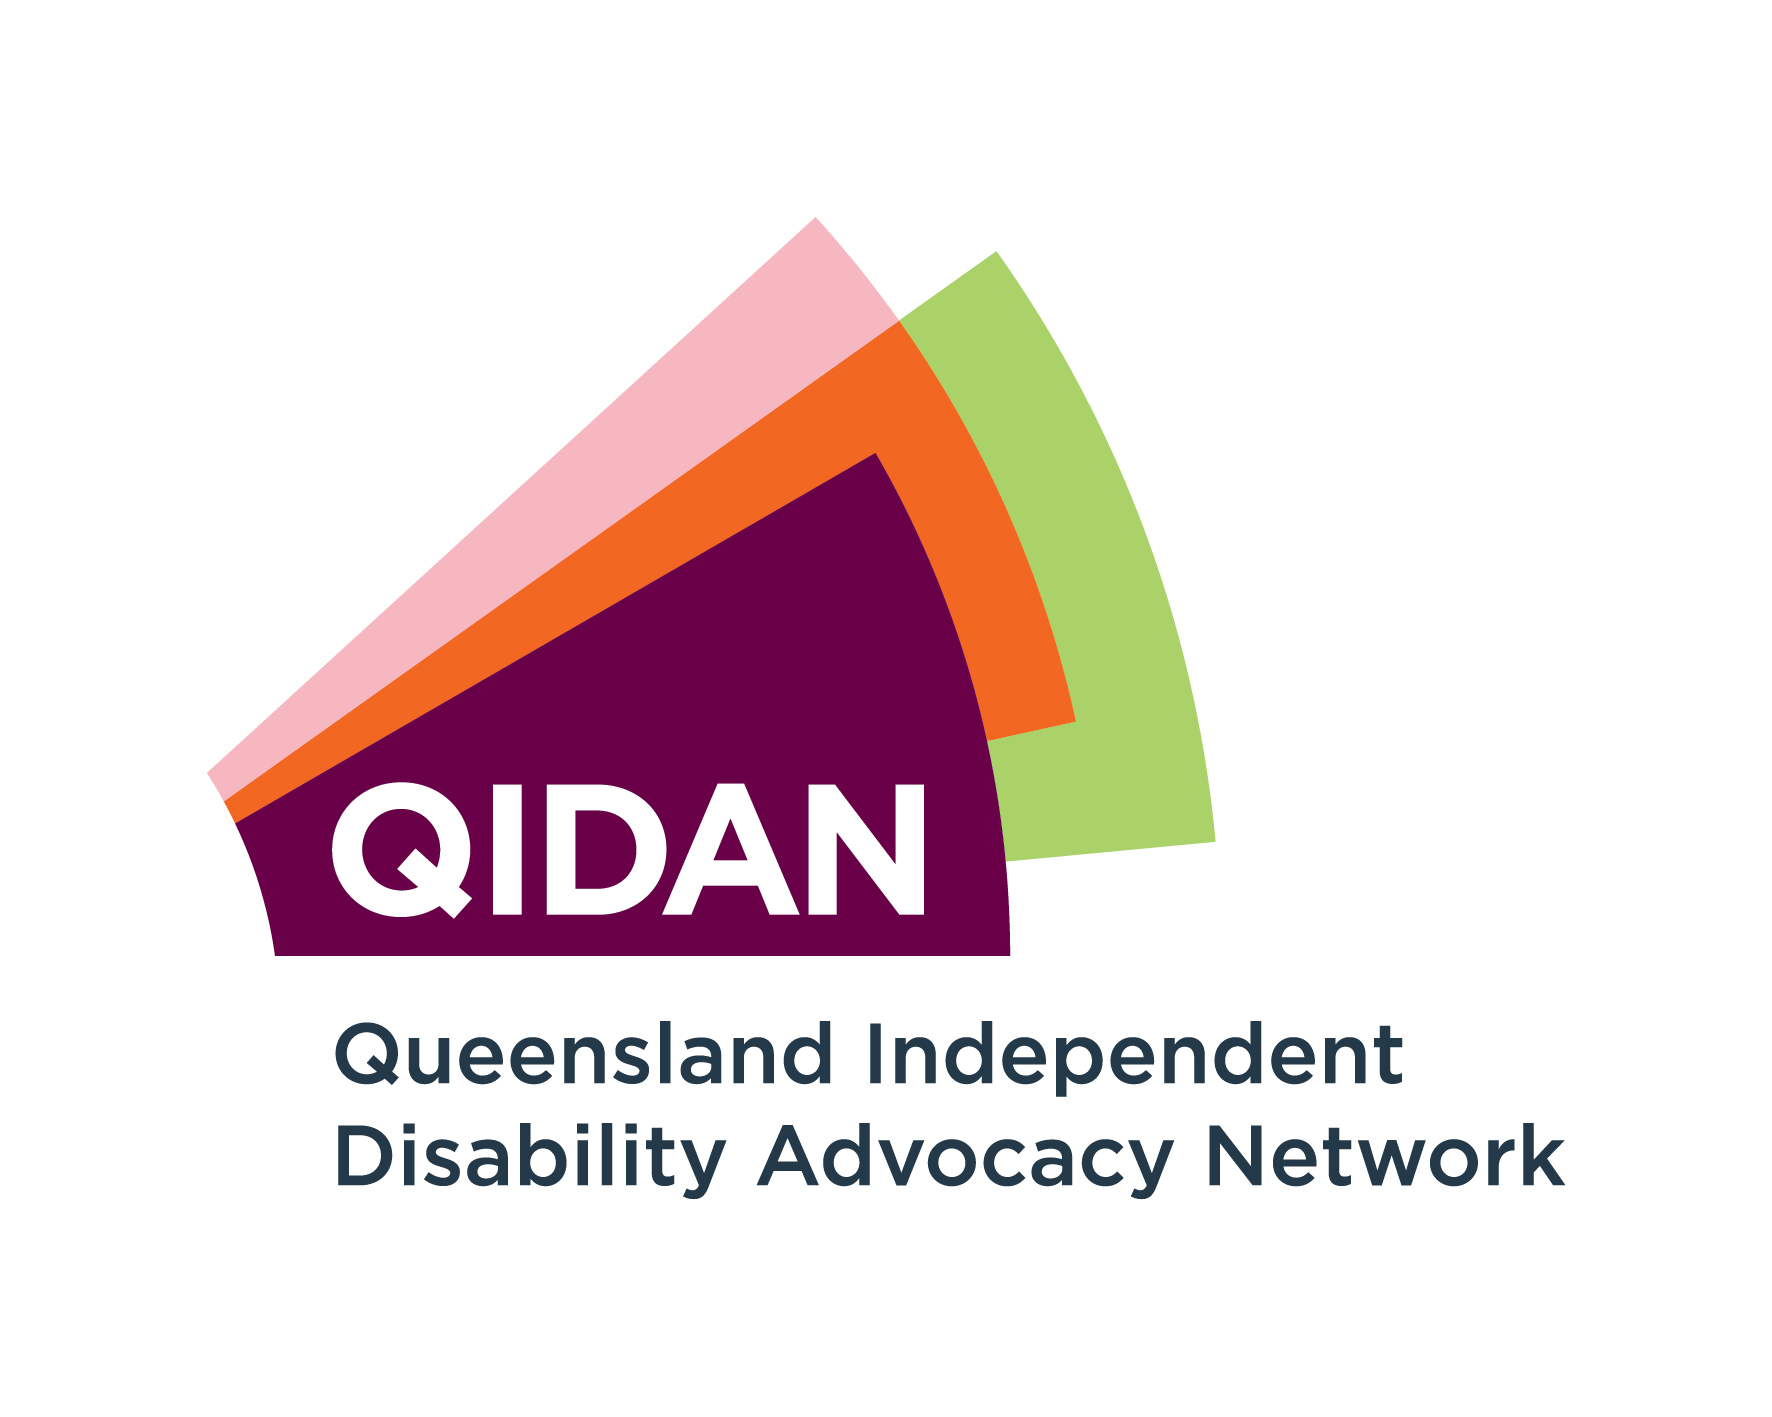 QIDAN
Queensland Independent
Disability Advocacy Network